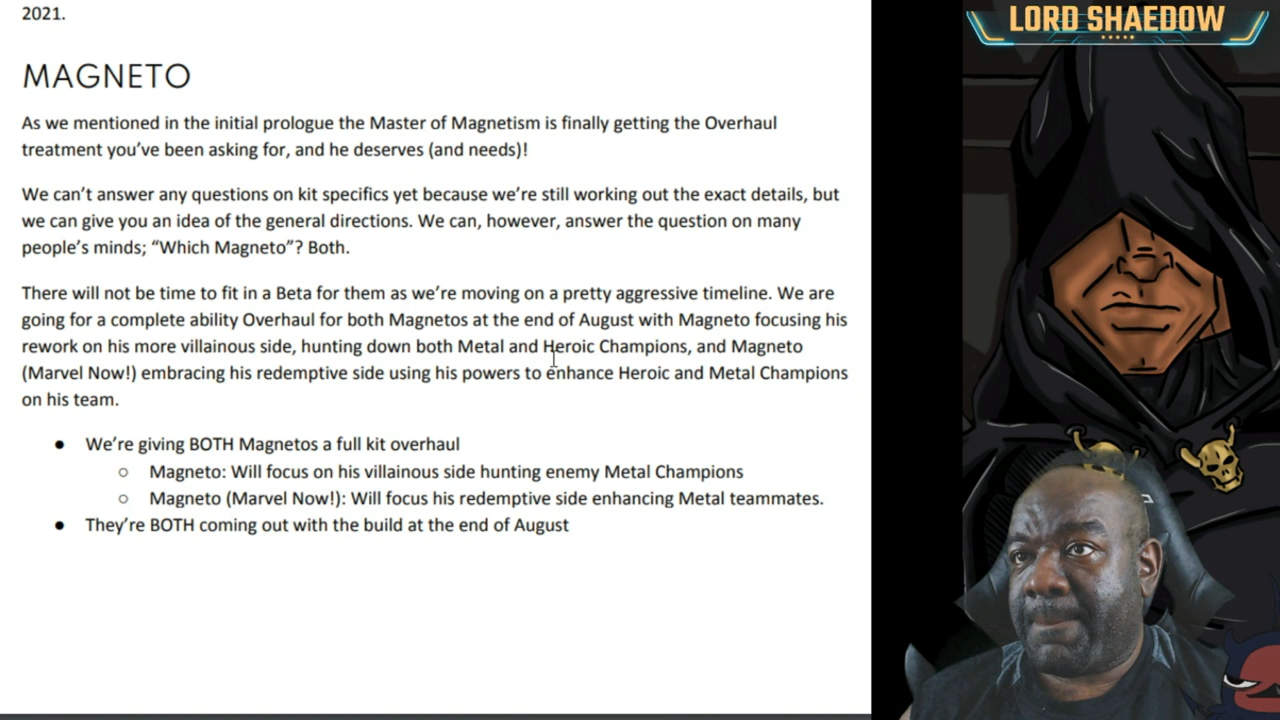 2021.
LORD SHAEDOW
MAGNETO
As we mentioned in the initial prologue the Master of Magnetism is finally getting the Overhaul
treatment you’ve been asking for, and he deserves (and needs)!
We can’t answer any questions on kit specifics yet because we’re still working out the exact details, but
we can give you an idea of the general directions. We can, however, answer the question on many
people’s minds; “Which Magneto”? Both.
There will not be time to fit in a Beta for them as we’re moving on a pretty aggressive timeline. We are
going for a complete ability Overhaul for both Magnetos at the end of August with Magneto focusing his
rework on his more villainous side, hunting down both Metal and Heroic Champions, and Magneto
(Marvel Now!) embracing his redemptive side using his powers to enhance Heroic and Metal Champions
on his team.
● We’re giving BOTH Magnetos a full kit overhaul
○ Magneto: Will focus on his villainous side hunting enemy Metal Champions
○ Magneto (Marvel Now!): Will focus his redemptive side enhancing Metal teammates.
● They’re BOTH coming out with the build at the end of August